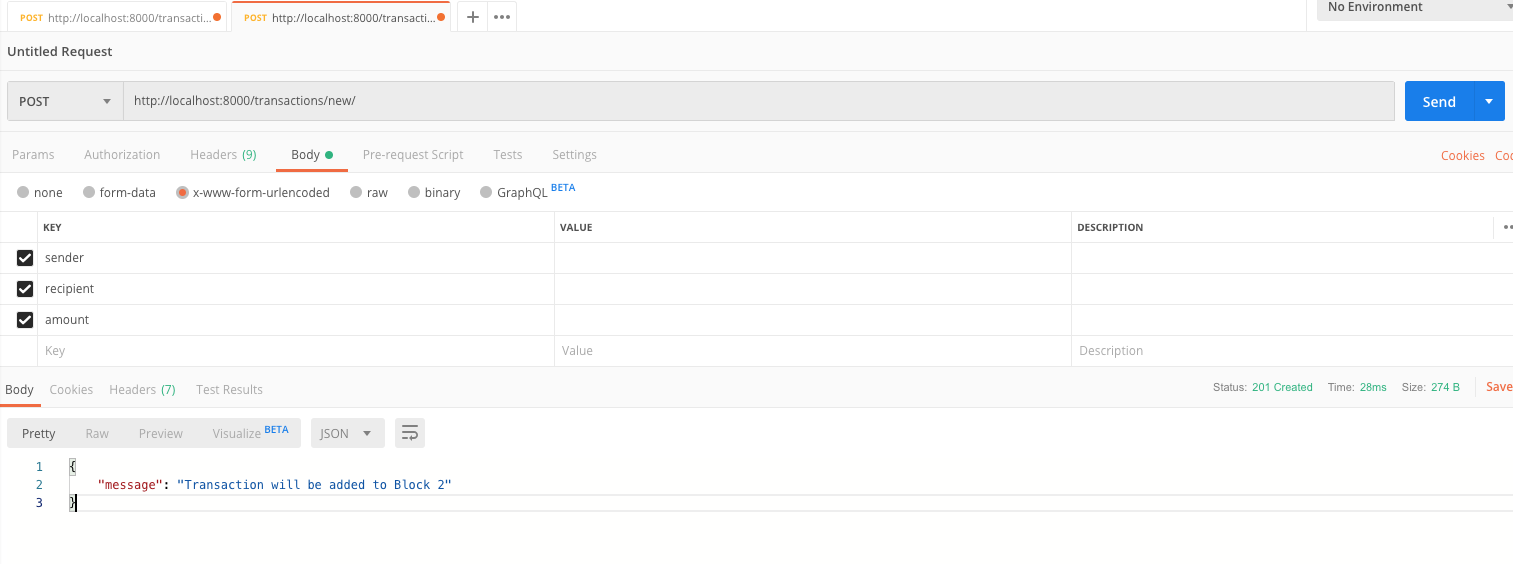 POST http://localhost:8000/transacti... POST http://localhost:8000/transacti... No Environment
Untitled Request
POST http://localhost:8000/transactions/new/ Send
Params Authorization Headers (9) Body Pre-request Script Tests Settings Cookies
none form-data x-www-form-urlencoded raw binary GraphQL BETA
KEY VALUE DESCRIPTION
sender
recipient
amount
Key Value Description
Body Cookies Headers (7) Test Results Status: 201 Created Time: 28ms Size: 274 B Save
Pretty Raw Preview Visualize BETA JSON
1 {
2 "message": "Transaction will be added to Block 2"
3 }